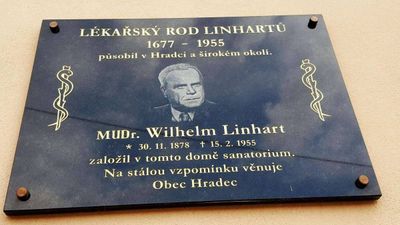 LÉKAŘSKÝ ROD LINHARTŮ
1677 - 1955
působil v Hradci a širokém okolí.
MUDr. Wilhelm Linhart
* 30. 11. 1878 † 15. 2. 1955
založil v tomto domě sanatorium.
Na stálou vzpomínku věnuje
Obec Hradec